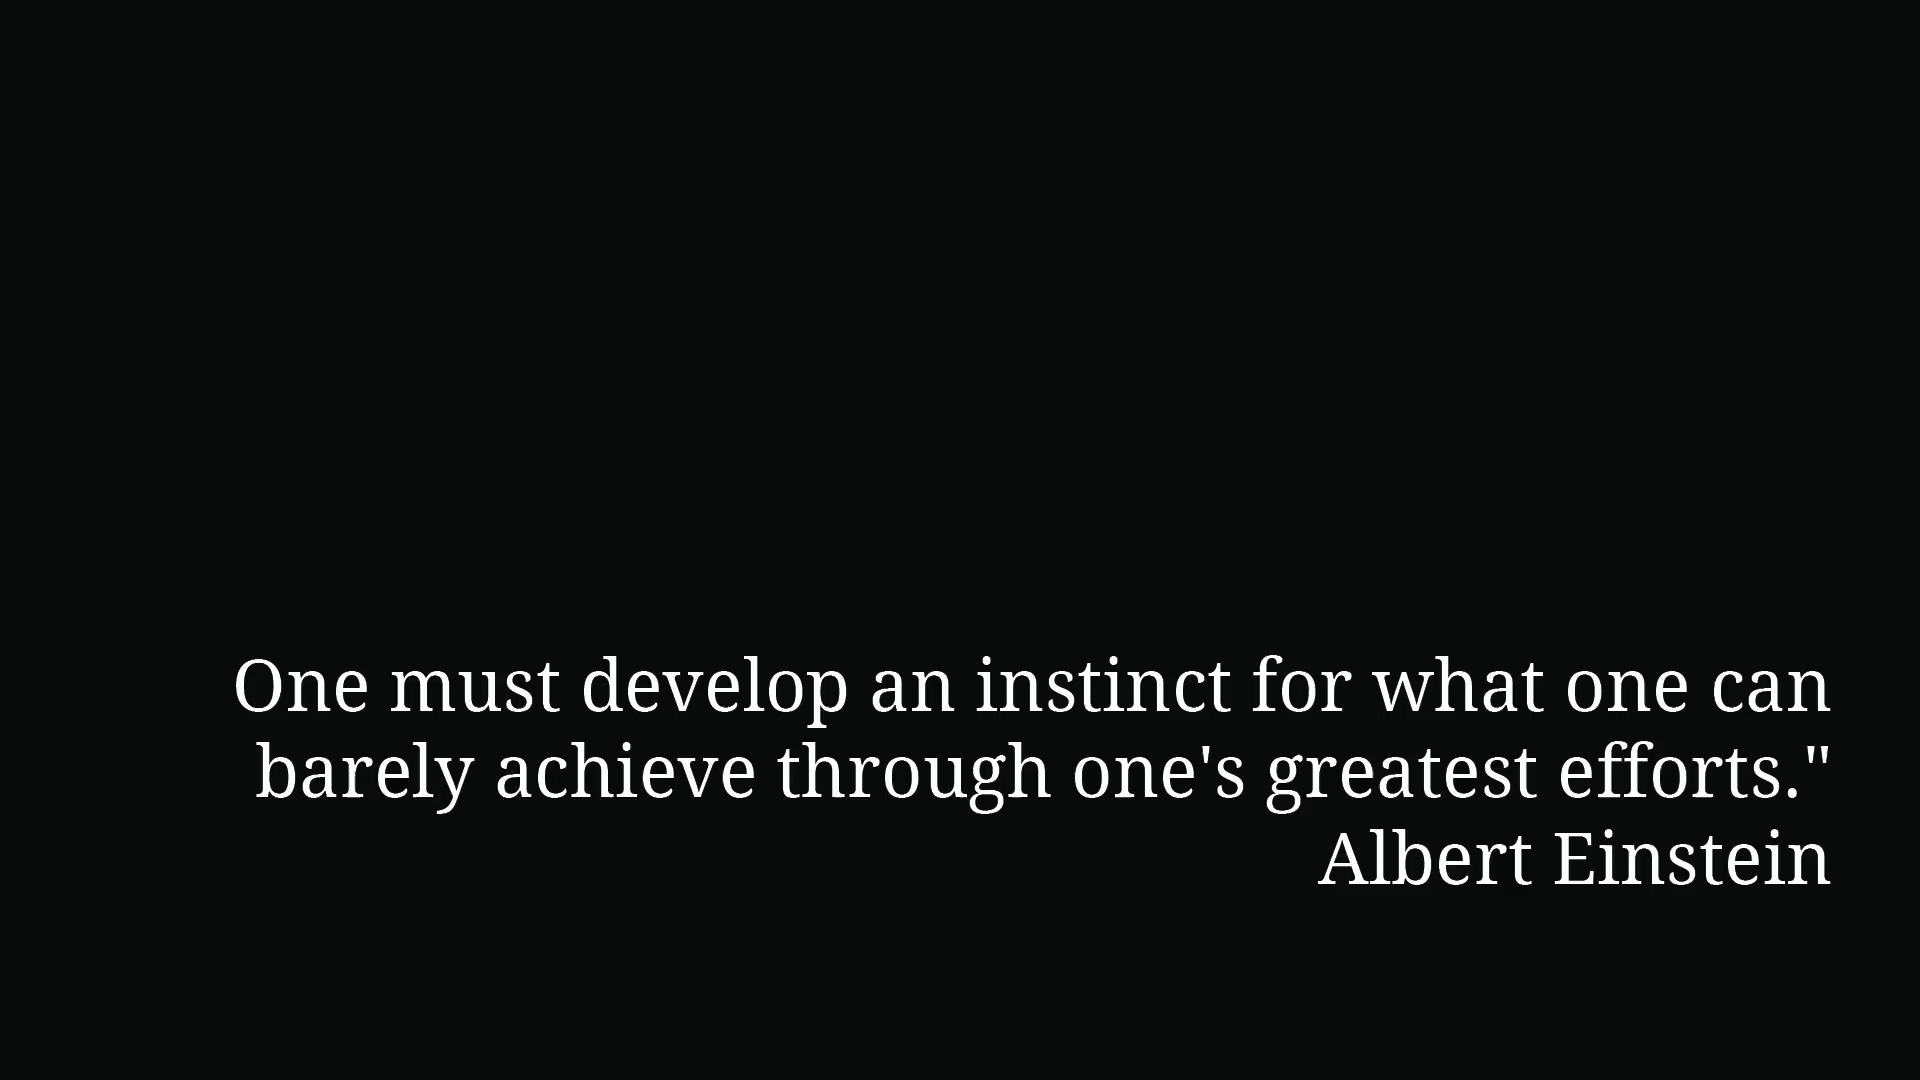 One must develop an instinct for what one can
barely achieve through one's greatest efforts."
Albert Einstein